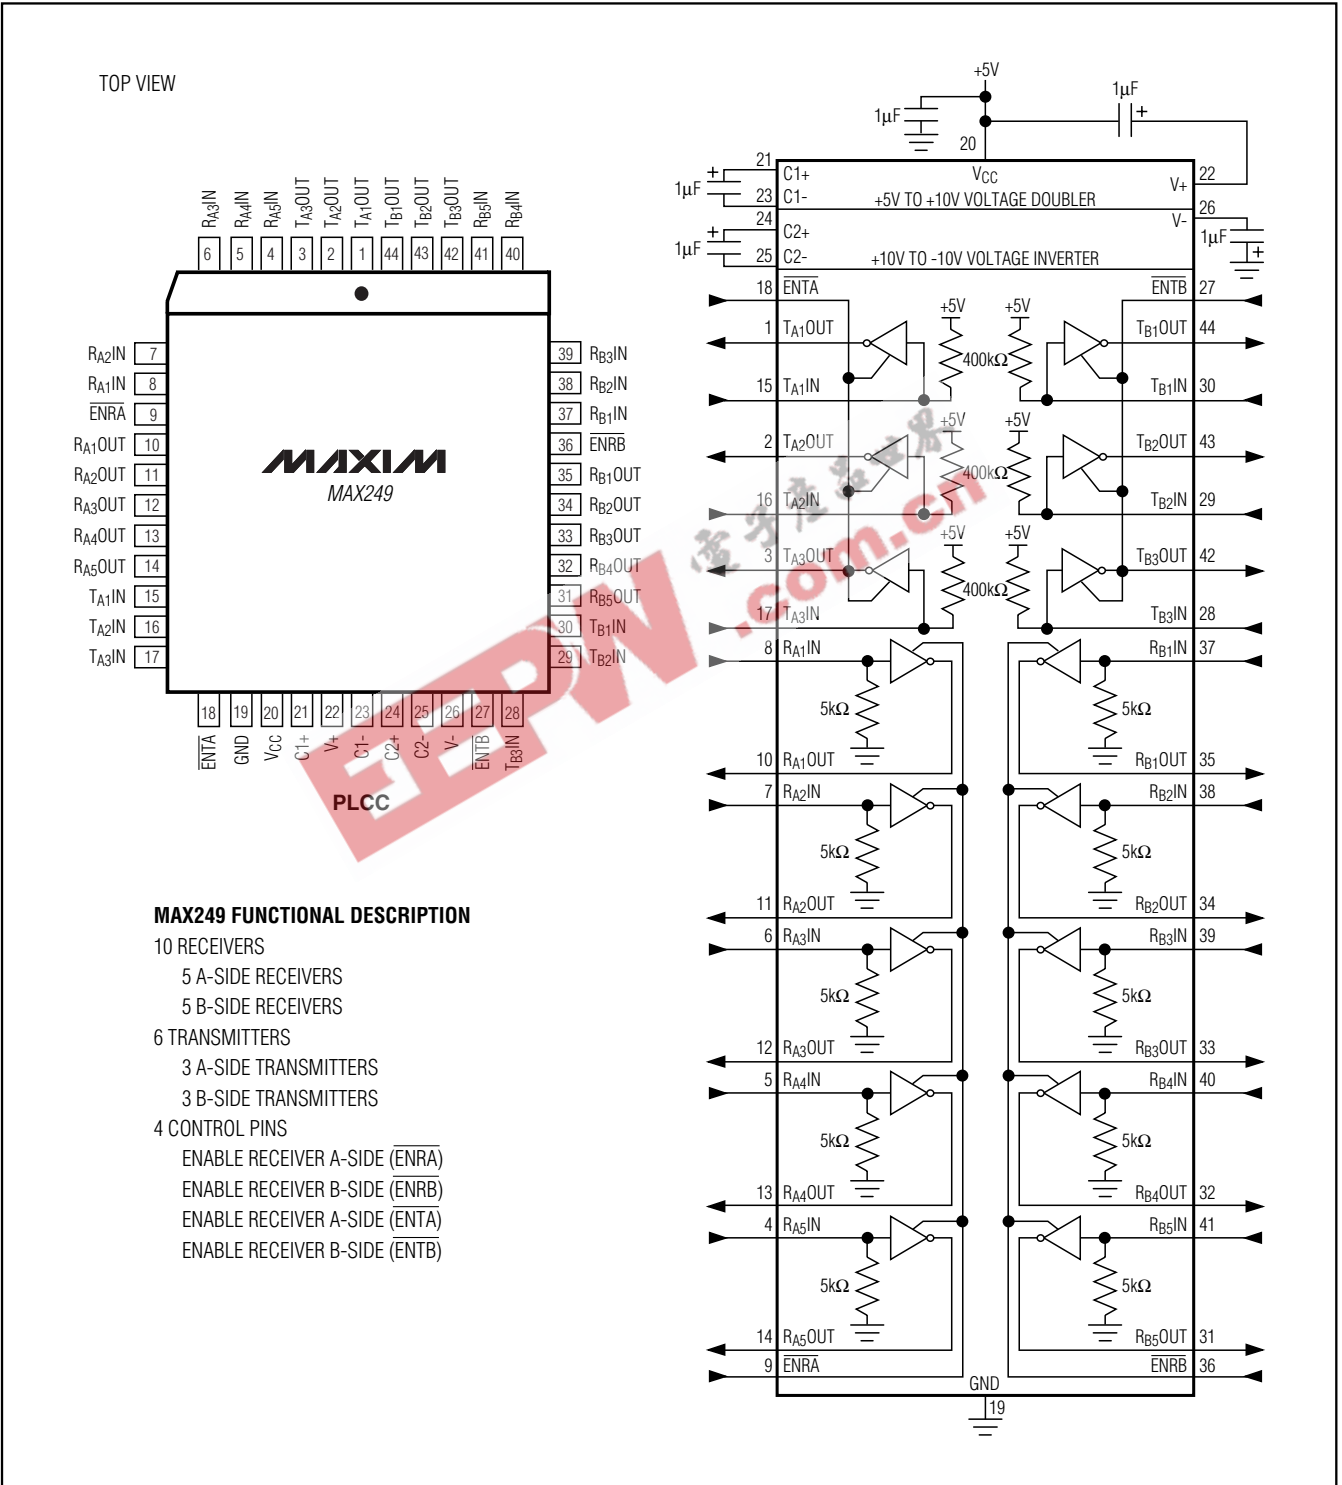 TOP VIEW
RA3IN
RA4IN
RA5IN
TA3OUT
TA2OUT
TA1OUT
TB1OUT
TB2OUT
TB3OUT
RB5IN
RB4IN
6 5 4 3 2 1 44 43 42 41 40
RA2IN 7
RA1IN 8
ENRA 9
RA1OUT 10
RA2OUT 11
RA3OUT 12
RA4OUT 13
RA5OUT 14
TA1IN 15
TA2IN 16
TA3IN 17
MAXIM
MAX249
39 RB3IN
38 RB2IN
37 RB1IN
36 ENRB
35 RB1OUT
34 RB2OUT
33 RB3OUT
32 RB4OUT
31 RB5OUT
30 TB1IN
29 TB2IN
18 19 20 21 22 23 24 25 26 27 28
ENTA
GND
VCC
C1+
V+
C1-
C2+
C2-
V-
ENTB
TB3IN
PLCC
MAX249 FUNCTIONAL DESCRIPTION
10 RECEIVERS
5 A-SIDE RECEIVERS
5 B-SIDE RECEIVERS
6 TRANSMITTERS
3 A-SIDE TRANSMITTERS
3 B-SIDE TRANSMITTERS
4 CONTROL PINS
ENABLE RECEIVER A-SIDE (ENRA)
ENABLE RECEIVER B-SIDE (ENRB)
ENABLE RECEIVER A-SIDE (ENTA)
ENABLE RECEIVER B-SIDE (ENTB)
+5V
1µF
1µF
20
21 C1+ VCC V+ 22
1µF
23 C1- +5V TO +10V VOLTAGE DOUBLER
24 C2+ V- 26
1µF 1µF
25 C2- +10V TO -10V VOLTAGE INVERTER
18 ENTA ENTB 27
+5V +5V
1 TA1OUT TB1OUT 44
400kΩ
15 TA1IN TB1IN 30
+5V +5V
2 TA2OUT TB2OUT 43
400kΩ
16 TA2IN TB2IN 29
+5V +5V
3 TA3OUT TB3OUT 42
400kΩ
17 TA3IN TB3IN 28
8 RA1IN RB1IN 37
5kΩ 5kΩ
10 RA1OUT RB1OUT 35
7 RA2IN RB2IN 38
5kΩ 5kΩ
11 RA2OUT RB2OUT 34
6 RA3IN RB3IN 39
5kΩ 5kΩ
12 RA3OUT RB3OUT 33
5 RA4IN RB4IN 40
5kΩ 5kΩ
13 RA4OUT RB4OUT 32
4 RA5IN RB5IN 41
5kΩ 5kΩ
14 RA5OUT RB5OUT 31
9 ENRA ENRB 36
GND
19
EEPW.com.cn
電子產品世界